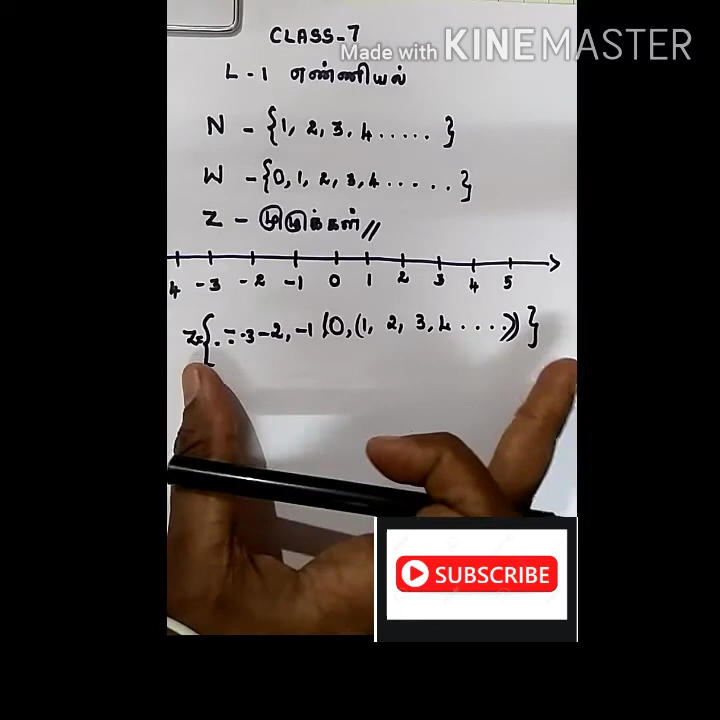 CLASS-7
Made with KINEMASTER
L-1 எண்ணியல்
N - {1, 2, 3, 4 ..... }
W - {0, 1, 2, 3, 4 ..... }
Z - முழுக்கள் //
4 -3 -2 -1 0 1 2 3 4 5
Z= {... -3 -2, -1 (0, (1, 2, 3, 4 ....)) }
SUBSCRIBE